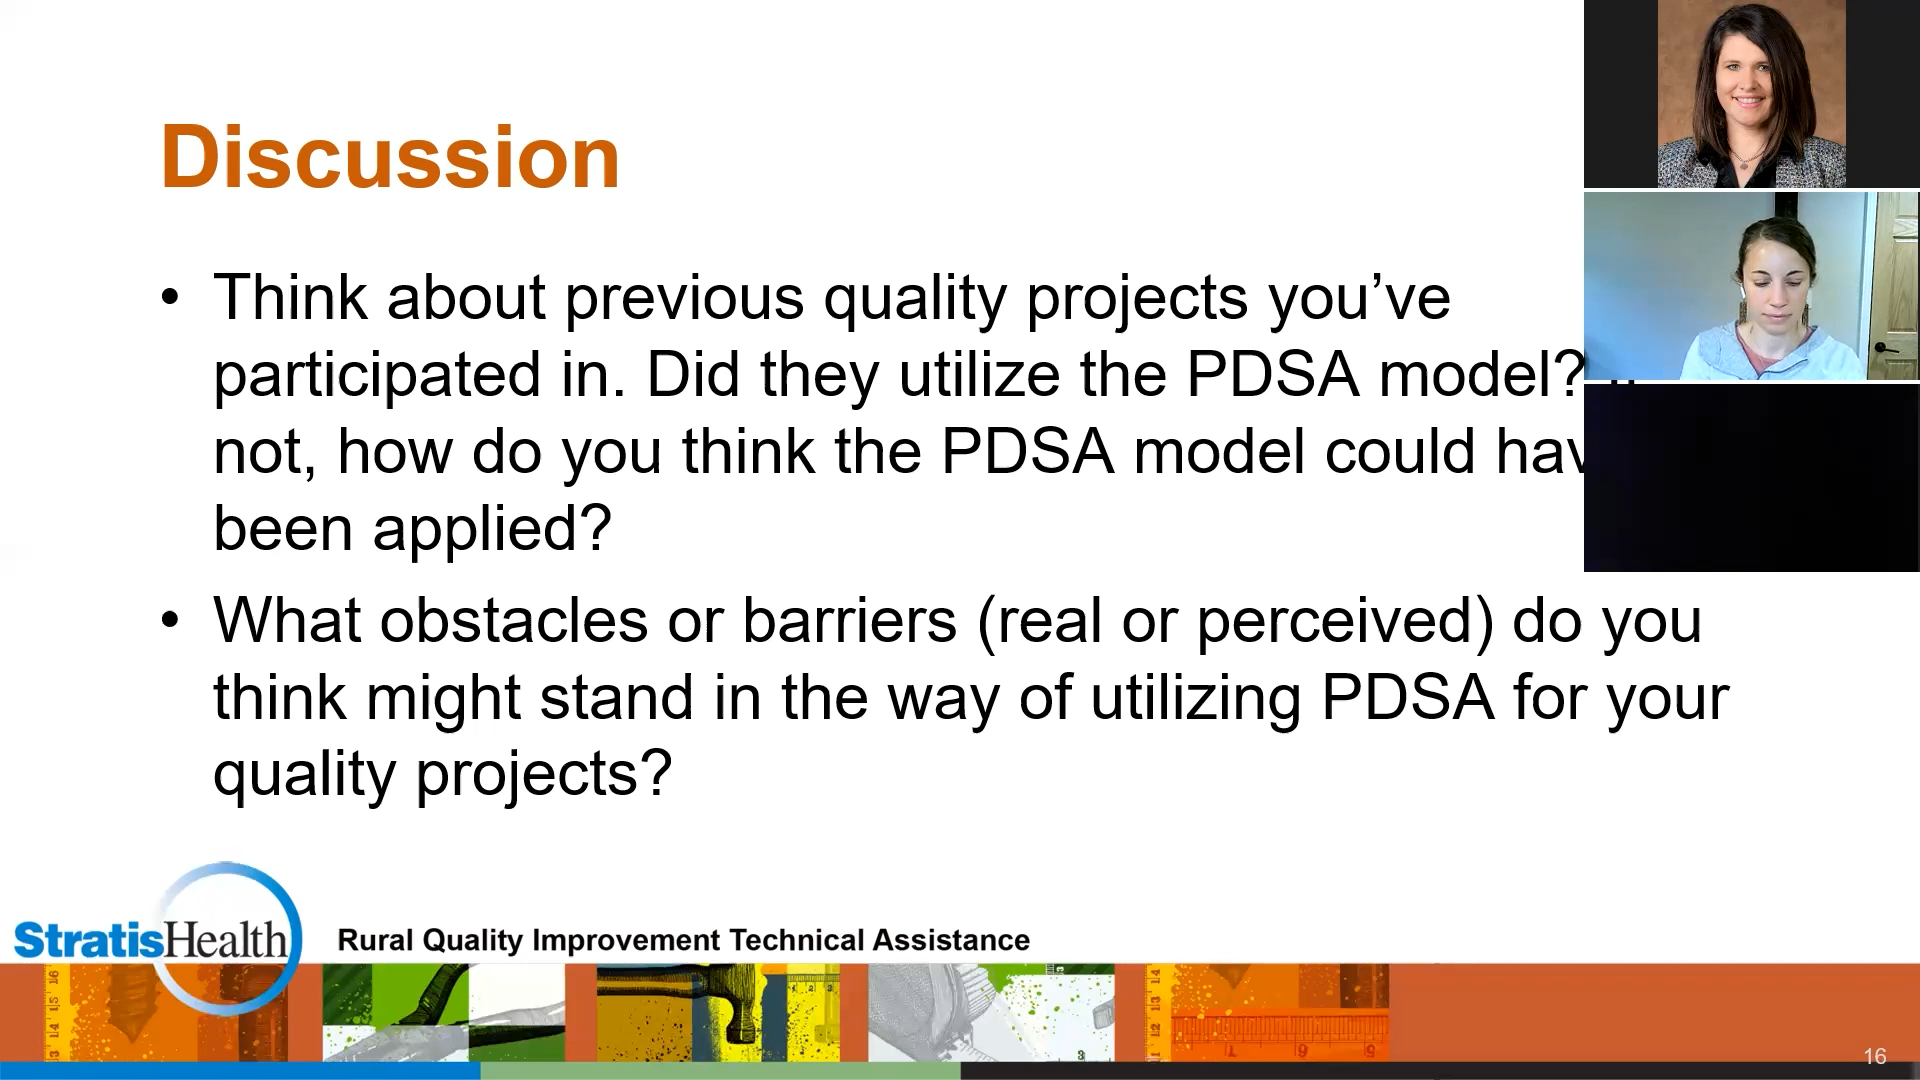 Discussion
• Think about previous quality projects you’ve
participated in. Did they utilize the PDSA model?
not, how do you think the PDSA model could hav
been applied?
• What obstacles or barriers (real or perceived) do you
think might stand in the way of utilizing PDSA for your
quality projects?
StratisHealth
Rural Quality Improvement Technical Assistance
16